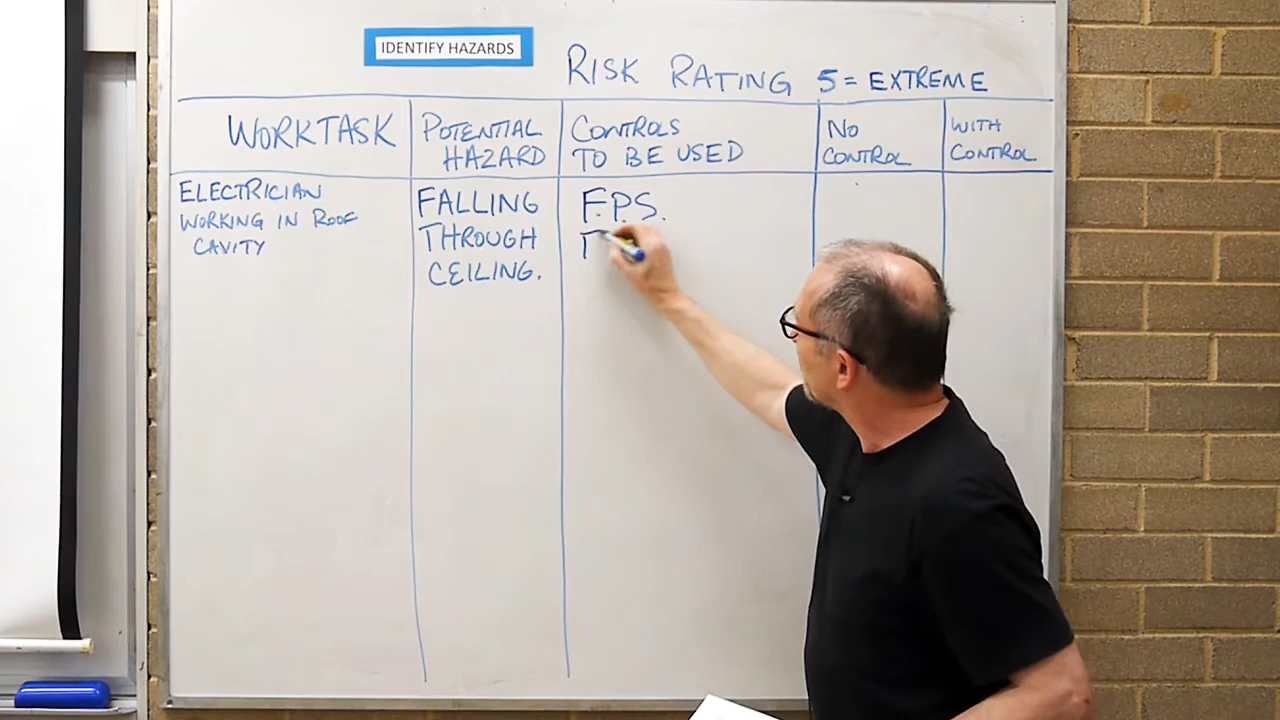 IDENTIFY HAZARDS
RISK RATING 5 = EXTREME
WORKTASK
POTENTIAL
HAZARD
CONTROLS
TO BE USED
NO
CONTROL
WITH
CONTROL
ELECTRICIAN
WORKING IN ROOF
CAVITY
FALLING
THROUGH
CEILING.
F.P.S.